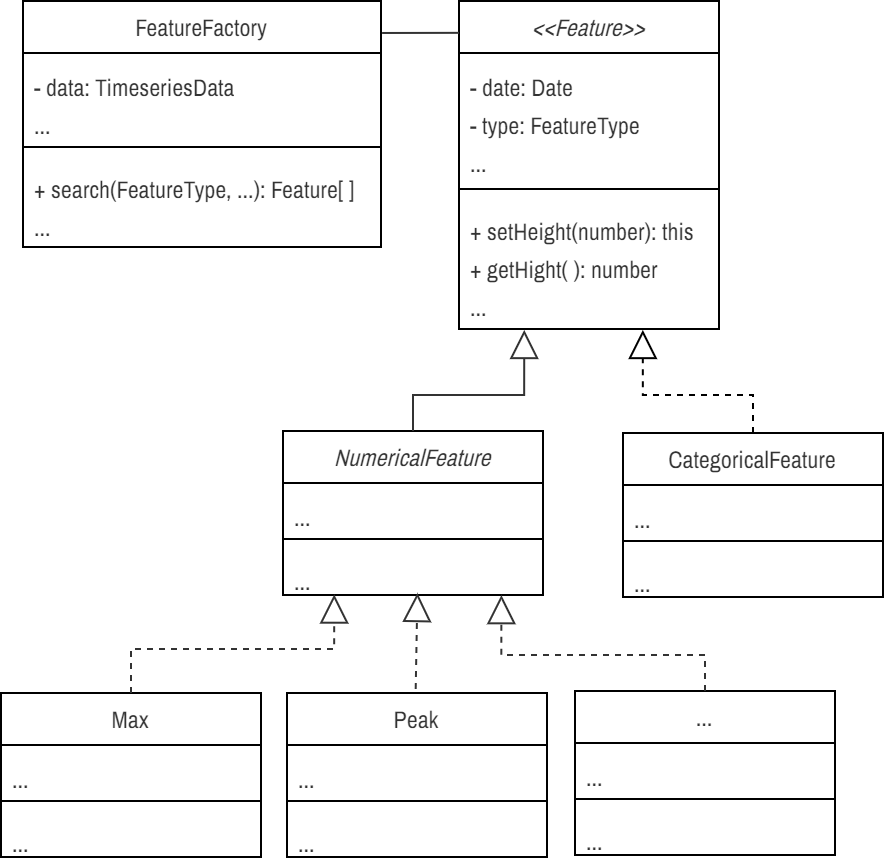 FeatureFactory
- data: TimeseriesData
...
+ search(FeatureType, ...): Feature[ ]
...
<<Feature>>
- date: Date
- type: FeatureType
...
+ setHeight(number): this
+ getHight( ): number
...
NumericalFeature
...
...
CategoricalFeature
...
...
Max
...
...
Peak
...
...
...
...
...